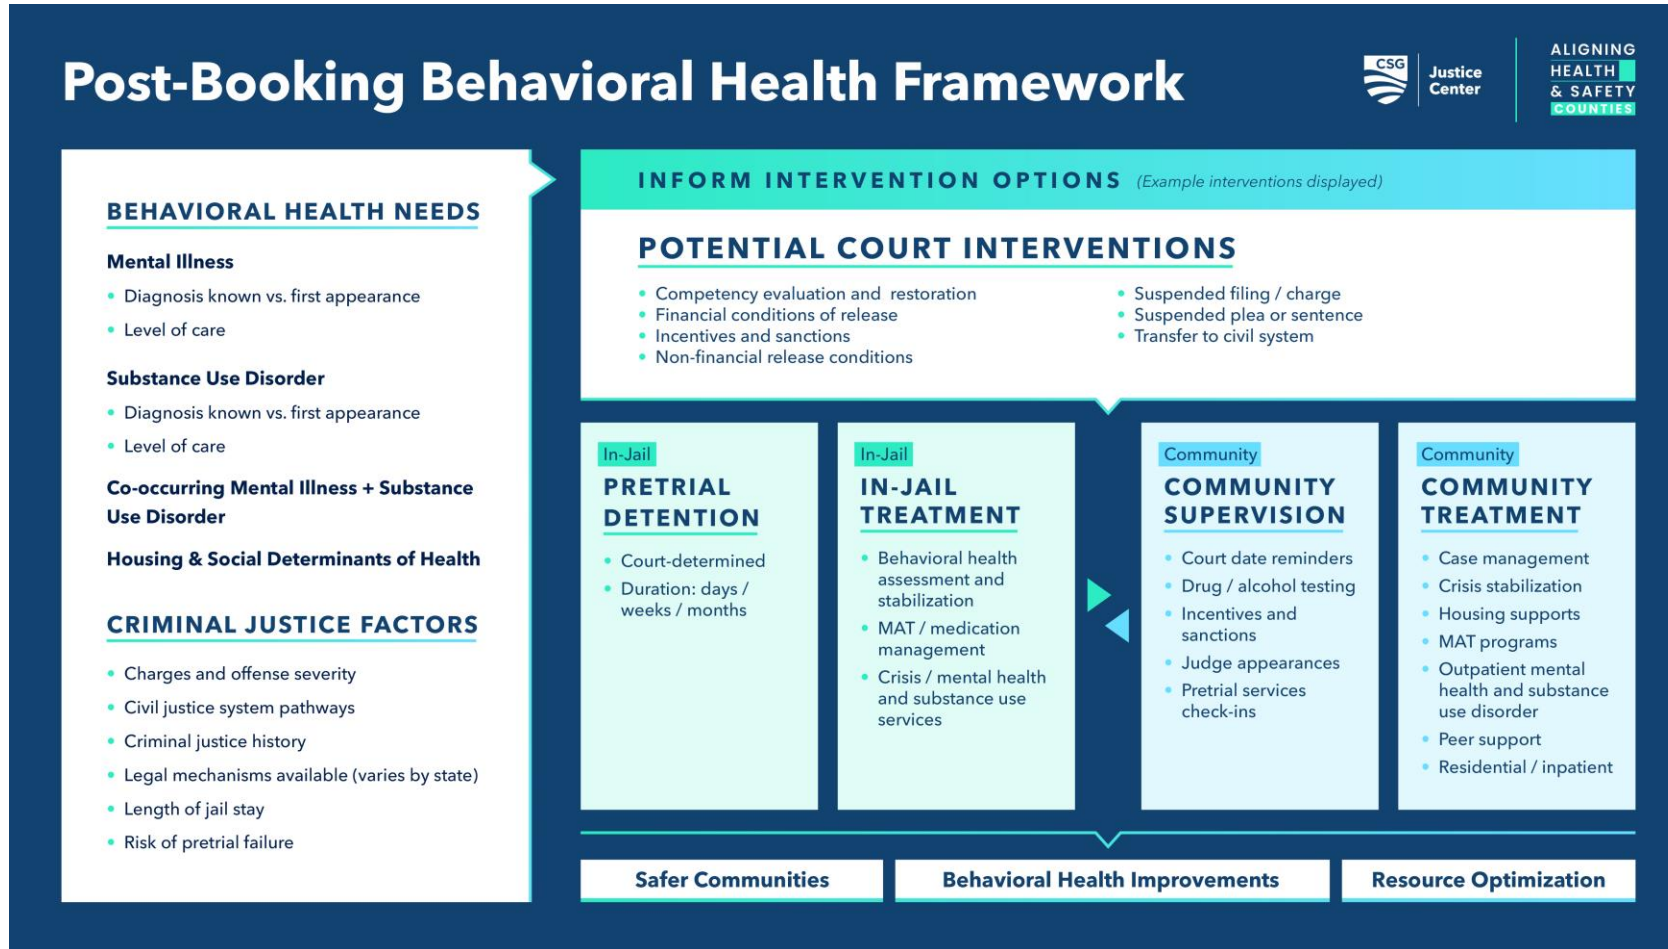 Post-Booking Behavioral Health Framework
CSG
Justice
Center
ALIGNING
HEALTH
& SAFETY
COUNTIES
BEHAVIORAL HEALTH NEEDS
Mental Illness
• Diagnosis known vs. first appearance
• Level of care
Substance Use Disorder
• Diagnosis known vs. first appearance
• Level of care
Co-occurring Mental Illness + Substance
Use Disorder
Housing & Social Determinants of Health
CRIMINAL JUSTICE FACTORS
• Charges and offense severity
• Civil justice system pathways
• Criminal justice history
• Legal mechanisms available (varies by state)
• Length of jail stay
• Risk of pretrial failure
INFORM INTERVENTION OPTIONS (Example interventions displayed)
POTENTIAL COURT INTERVENTIONS
• Competency evaluation and restoration
• Financial conditions of release
• Incentives and sanctions
• Non-financial release conditions
• Suspended filing / charge
• Suspended plea or sentence
• Transfer to civil system
In-Jail
PRETRIAL
DETENTION
• Court-determined
• Duration: days /
weeks / months
In-Jail
IN-JAIL
TREATMENT
• Behavioral health
assessment and
stabilization
• MAT / medication
management
• Crisis / mental health
and substance use
services
Community
COMMUNITY
SUPERVISION
• Court date reminders
• Drug / alcohol testing
• Incentives and
sanctions
• Judge appearances
• Pretrial services
check-ins
Community
COMMUNITY
TREATMENT
• Case management
• Crisis stabilization
• Housing supports
• MAT programs
• Outpatient mental
health and substance
use disorder
• Peer support
• Residential / inpatient
Safer Communities
Behavioral Health Improvements
Resource Optimization